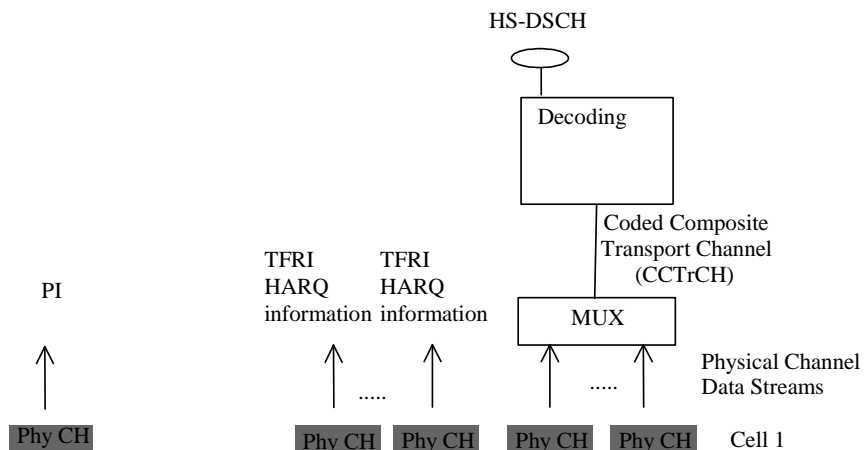 HS-DSCH
Decoding
Coded Composite
Transport Channel
(CCTrCH)
TFRI
HARQ
information
TFRI
HARQ
information
PI
MUX
Physical Channel
Data Streams
.....
.....
Phy CH
Phy CH
Phy CH
Phy CH
Phy CH
Cell 1